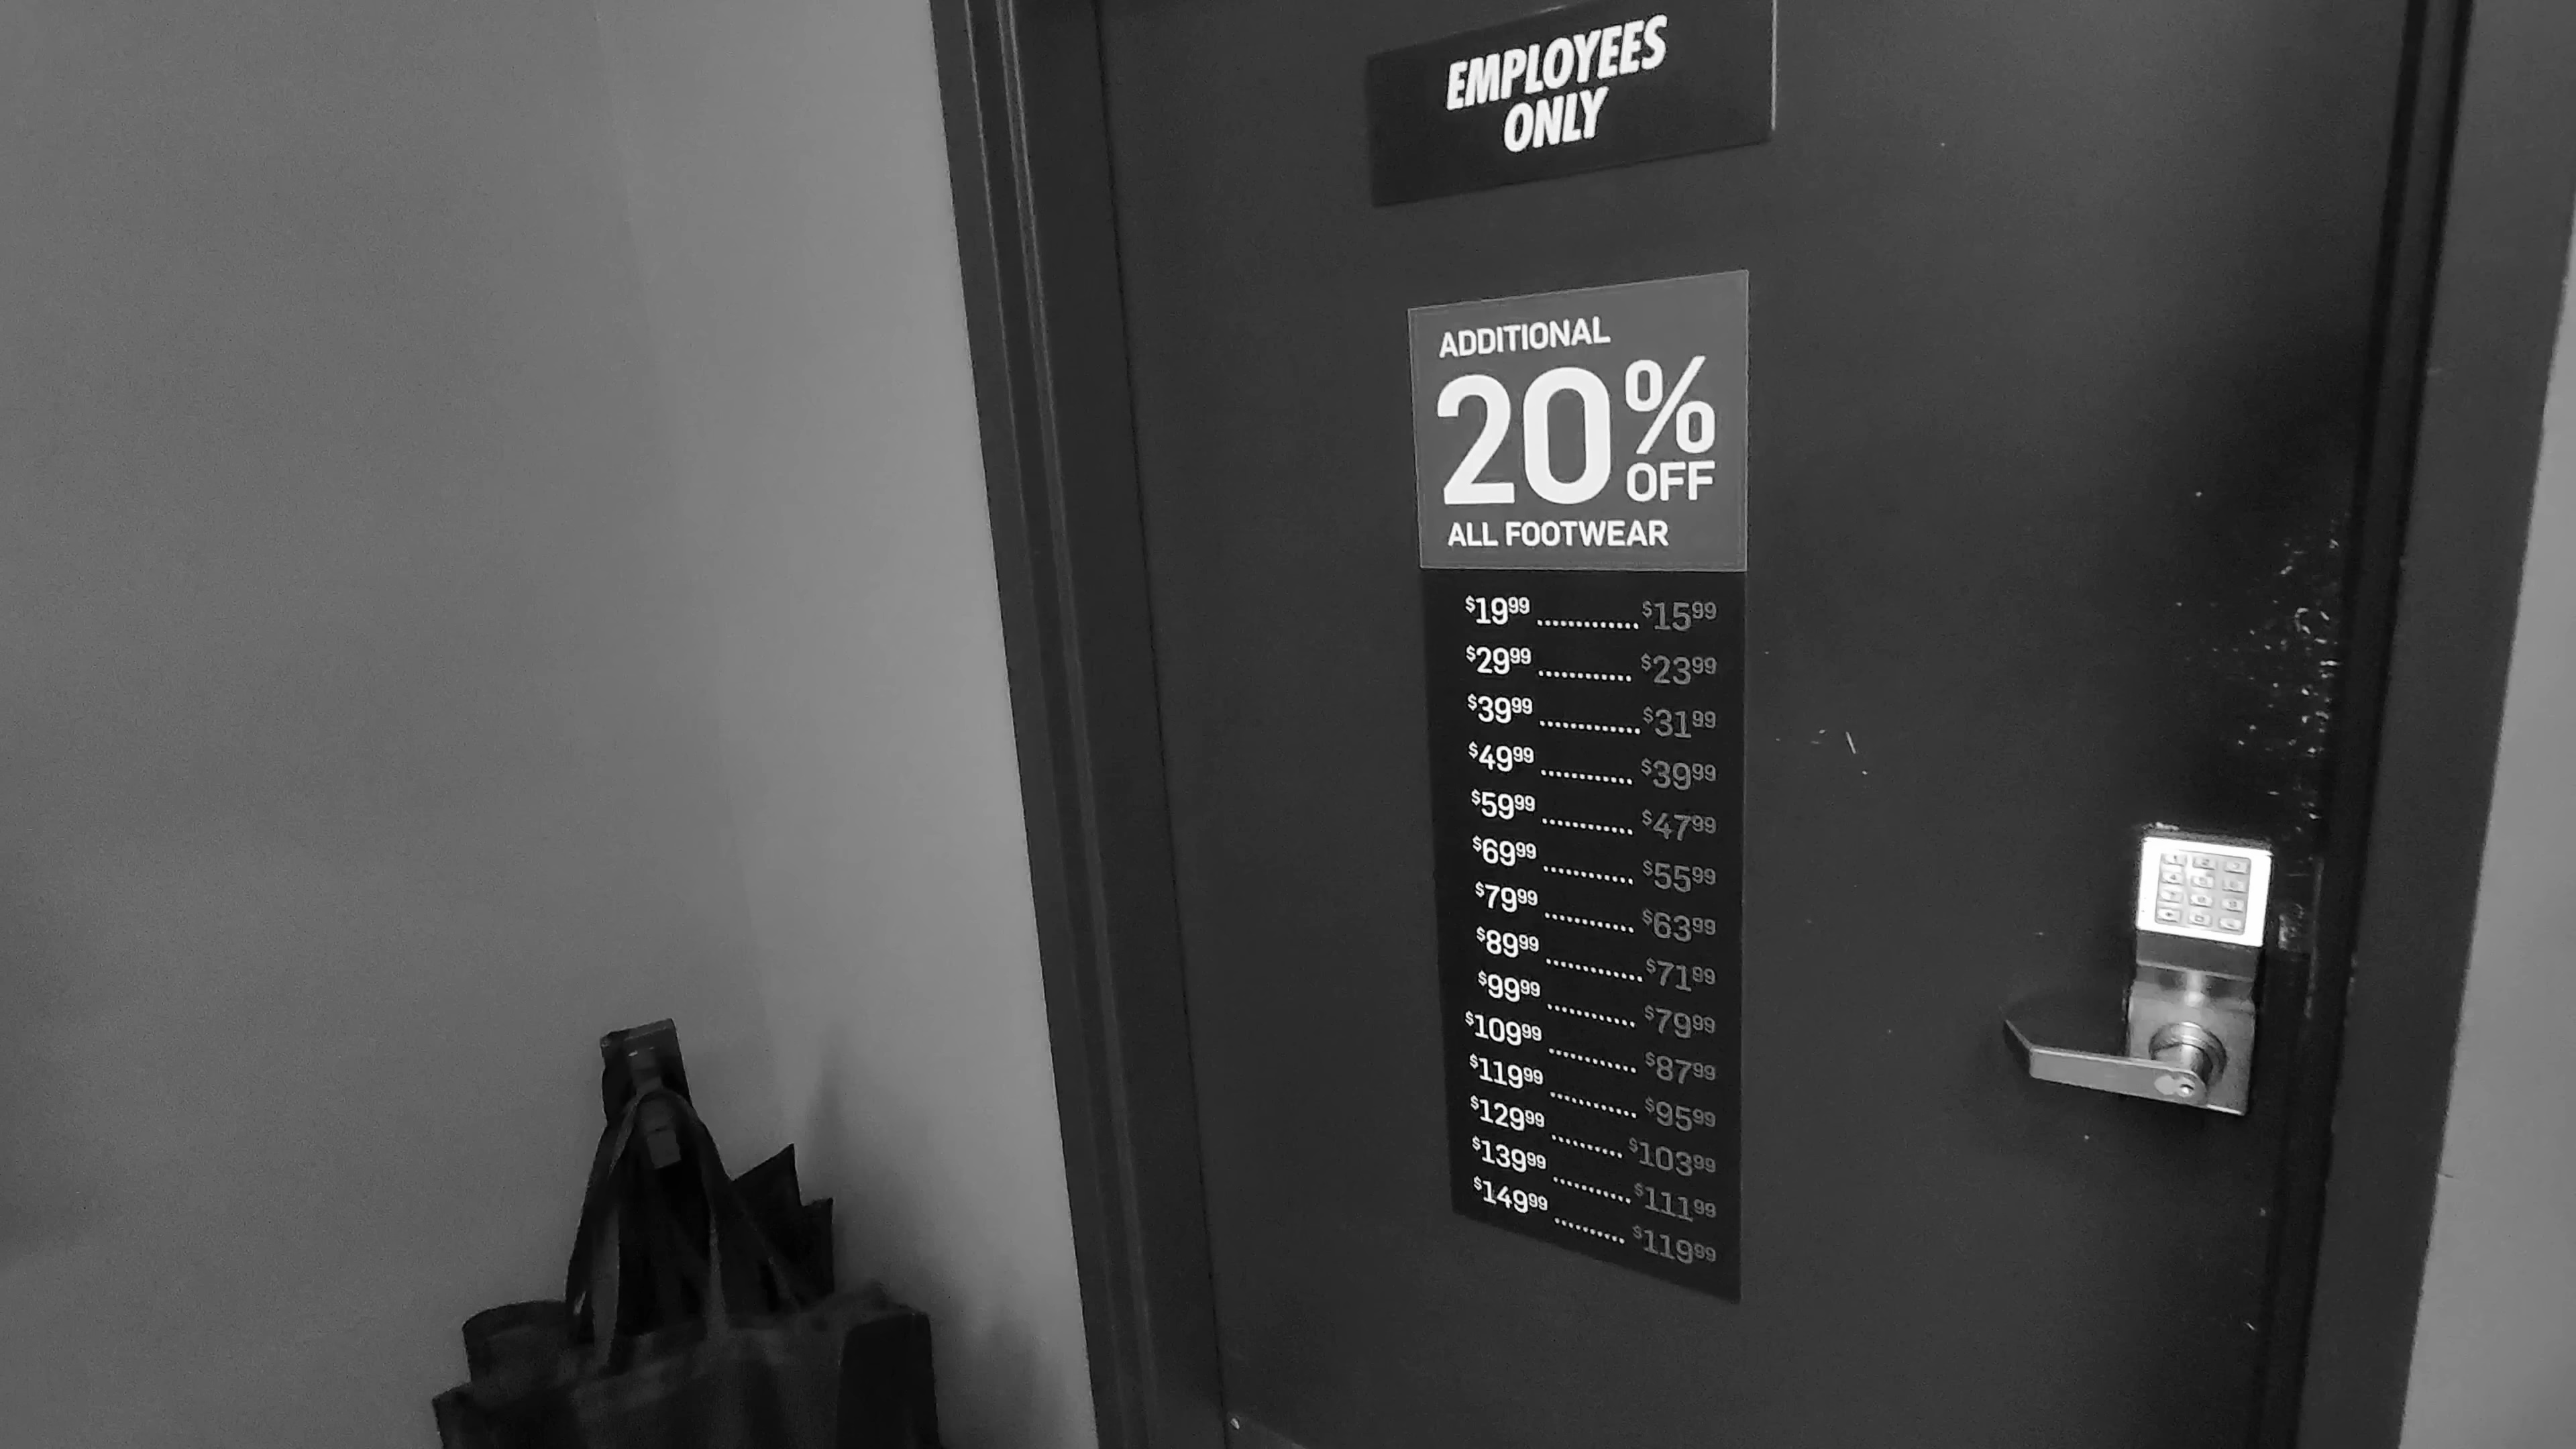 EMPLOYEES
ONLY
ADDITIONAL
20% OFF
ALL FOOTWEAR
$19.99 ............. $15.99
$29.99 ............ $23.99
$39.99 ............. $31.99
$49.99 ............ $39.99
$59.99 ............ $47.99
$69.99 ............ $55.99
$79.99 ............ $63.99
$89.99 ............. $71.99
$99.99 ............ $79.99
$109.99 ............ $87.99
$119.99 ............ $95.99
$129.99 ......... $103.99
$139.99 .......... $111.99
$149.99 ......... $119.99